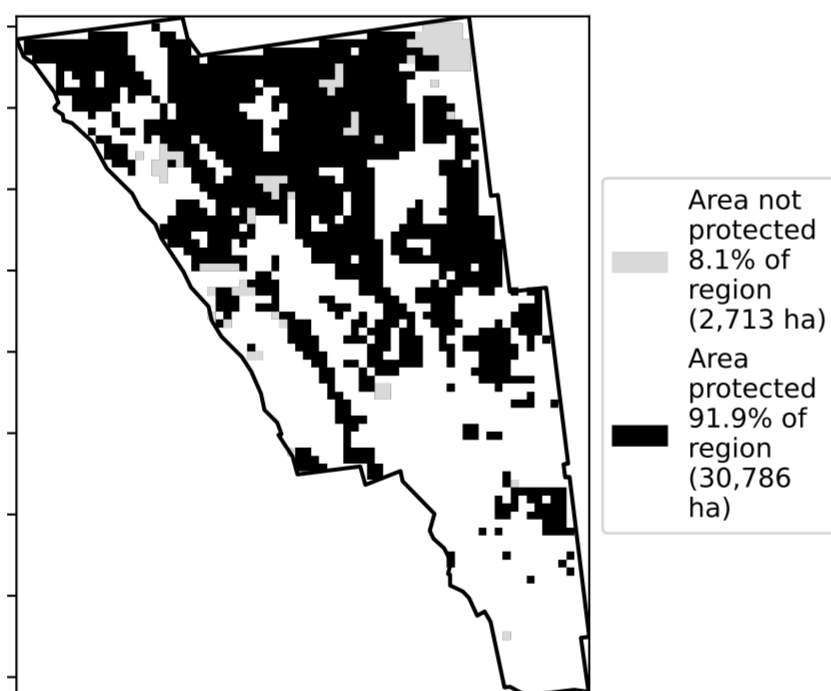 Area not
protected
8.1% of
region
(2,713 ha)
Area
protected
91.9% of
region
(30,786
ha)